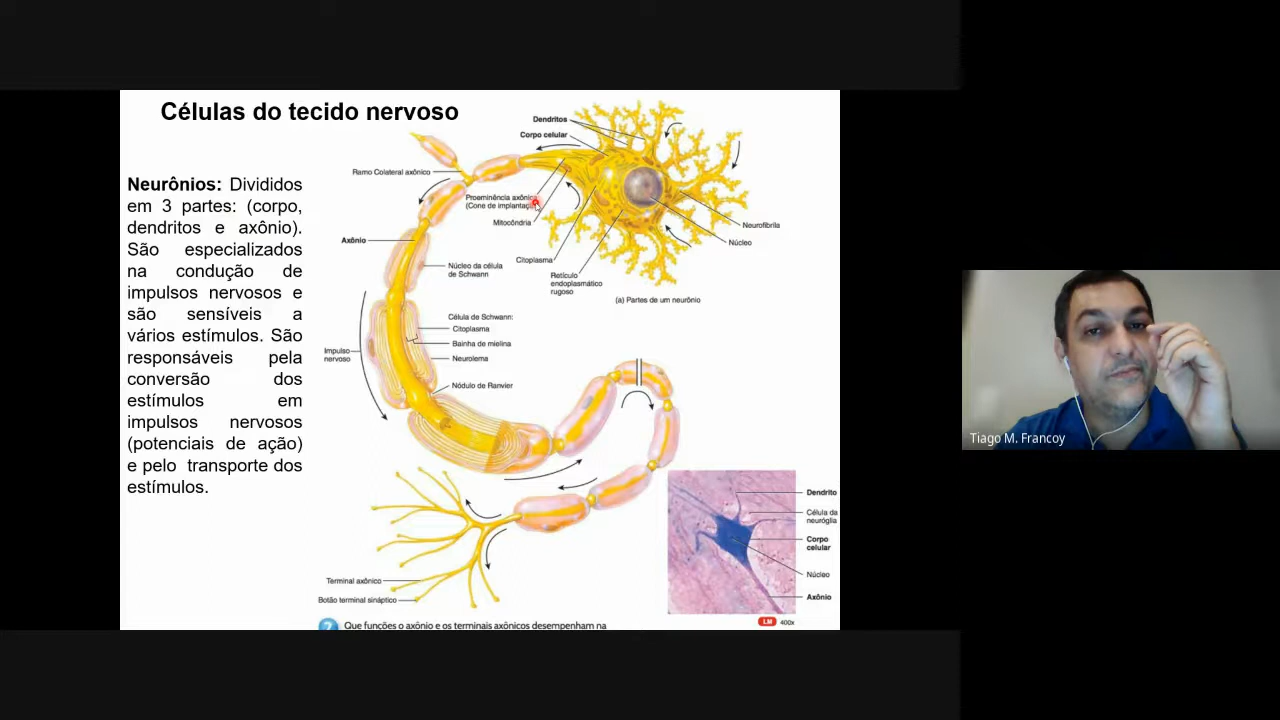 Células do tecido nervoso
Neurônios: Divididos
em 3 partes: (corpo,
dendritos e axônio).
São especializados
na condução de
impulsos nervosos e
são sensíveis a
vários estímulos. São
responsáveis pela
conversão dos
estímulos em
impulsos nervosos
(potenciais de ação)
e pelo transporte dos
estímulos.
Dendritos
Corpo celular
Ramo Colateral axônico
Proeminência axônica
(Cone de
Mitocôndria
Axônio
Citoplasma
Núcleo da célula
de Schwann
Retículo
endoplasmático
rugoso
Neurofibrila
Núcleo
(a) Partes de um neurônio
Célula de Schwann:
Citoplasma
Bainha de mielina
Neurolema
Nódulo de Ranvier
Impulso
nervoso
Terminal axônico
Botão terminal sináptico
Dendrito
Célula da
neuróglia
Corpo
celular
Núcleo
Axônio
LM 400x
? Que funções o axônio e os terminais axônicos desempenham na
Tiago M. Francoy